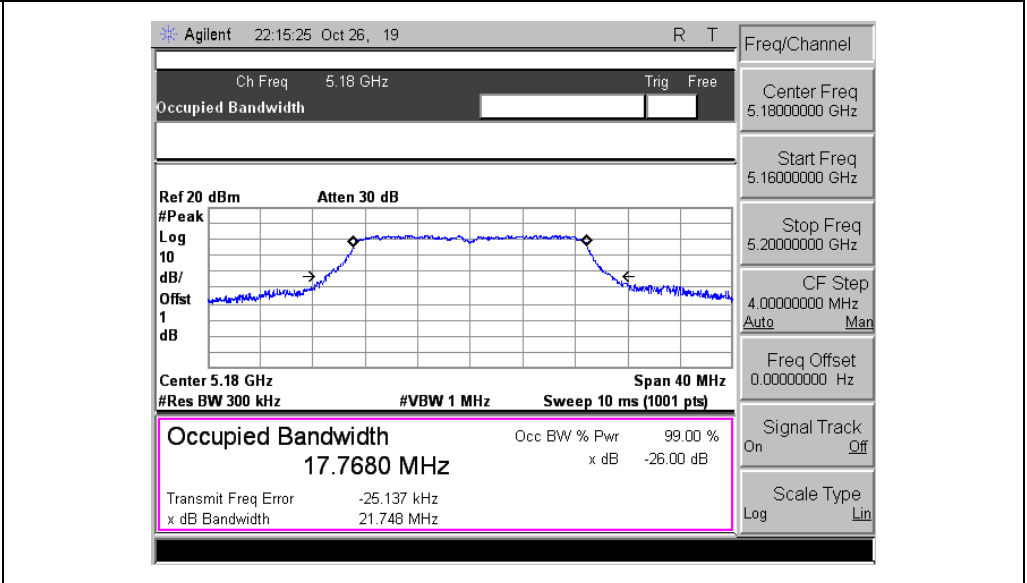 Agilent 22:15:25 Oct 26, 19 R T
Ch Freq 5.18 GHz Trig Free
Occupied Bandwidth
Ref 20 dBm Atten 30 dB
#Peak
Log
10
dB/
Offst
1
dB
Center 5.18 GHz Span 40 MHz
#Res BW 300 kHz #VBW 1 MHz Sweep 10 ms (1001 pts)
Occupied Bandwidth Occ BW % Pwr 99.00 %
17.7680 MHz x dB -26.00 dB
Transmit Freq Error -25.137 kHz
x dB Bandwidth 21.748 MHz
Freq/Channel
Center Freq
5.18000000 GHz
Start Freq
5.16000000 GHz
Stop Freq
5.20000000 GHz
CF Step
4.00000000 MHz
Auto Man
Freq Offset
0.00000000 Hz
Signal Track
On Off
Scale Type
Log Lin